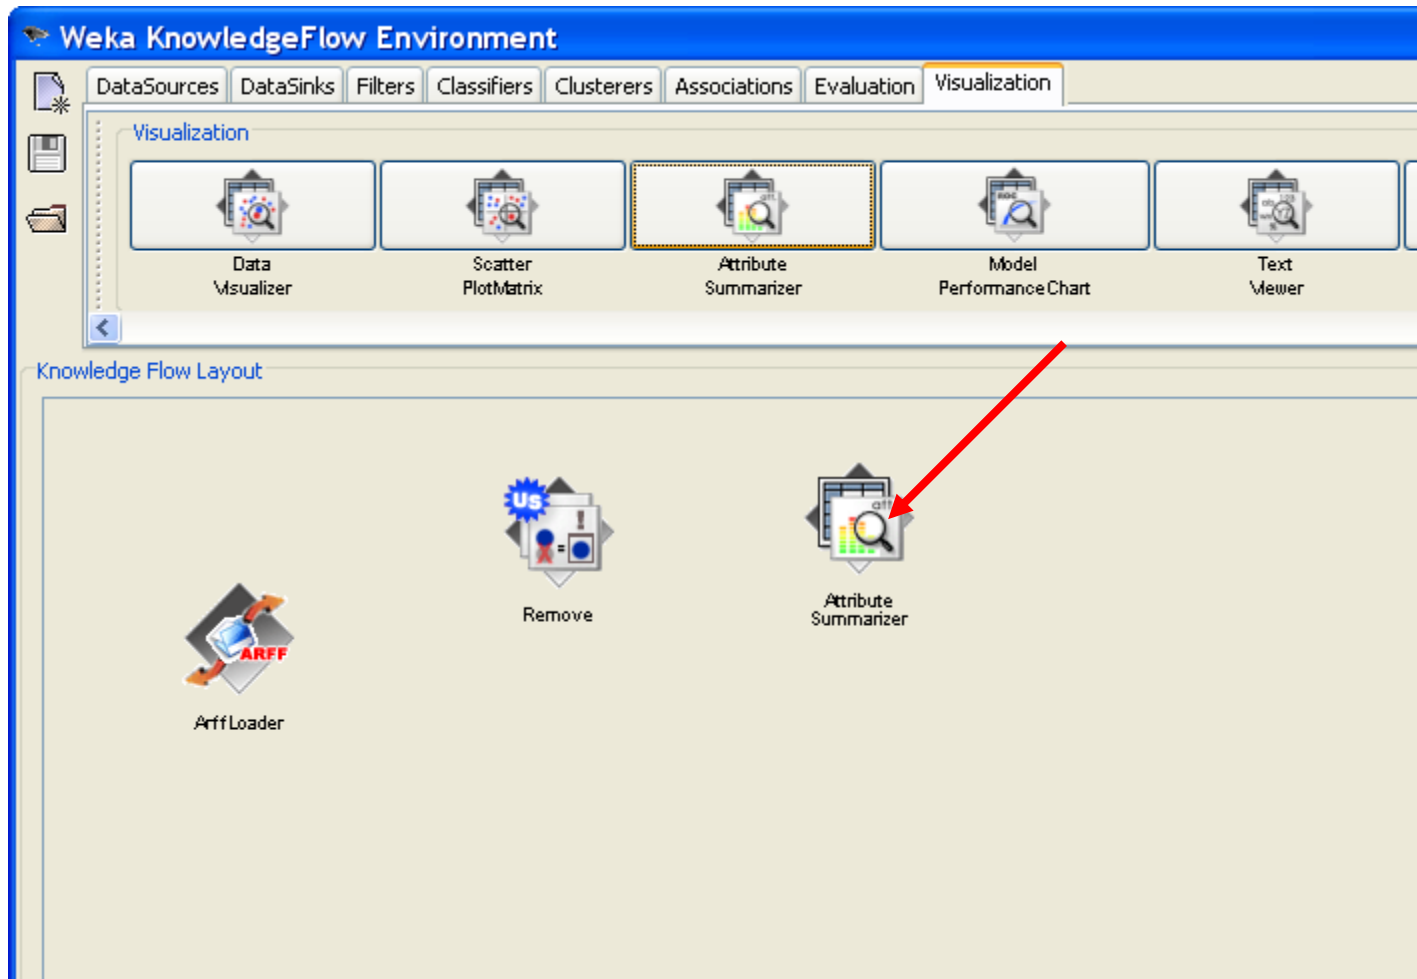 Weka KnowledgeFlow Environment
DataSources DataSinks Filters Classifiers Clusterers Associations Evaluation Visualization
Visualization
Data Visualizer
Scatter PlotMatrix
Attribute Summarizer
Model PerformanceChart
Text Viewer
Knowledge Flow Layout
Us
!
=
att
Remove
Attribute
Summarizer
ARFF
ArffLoader